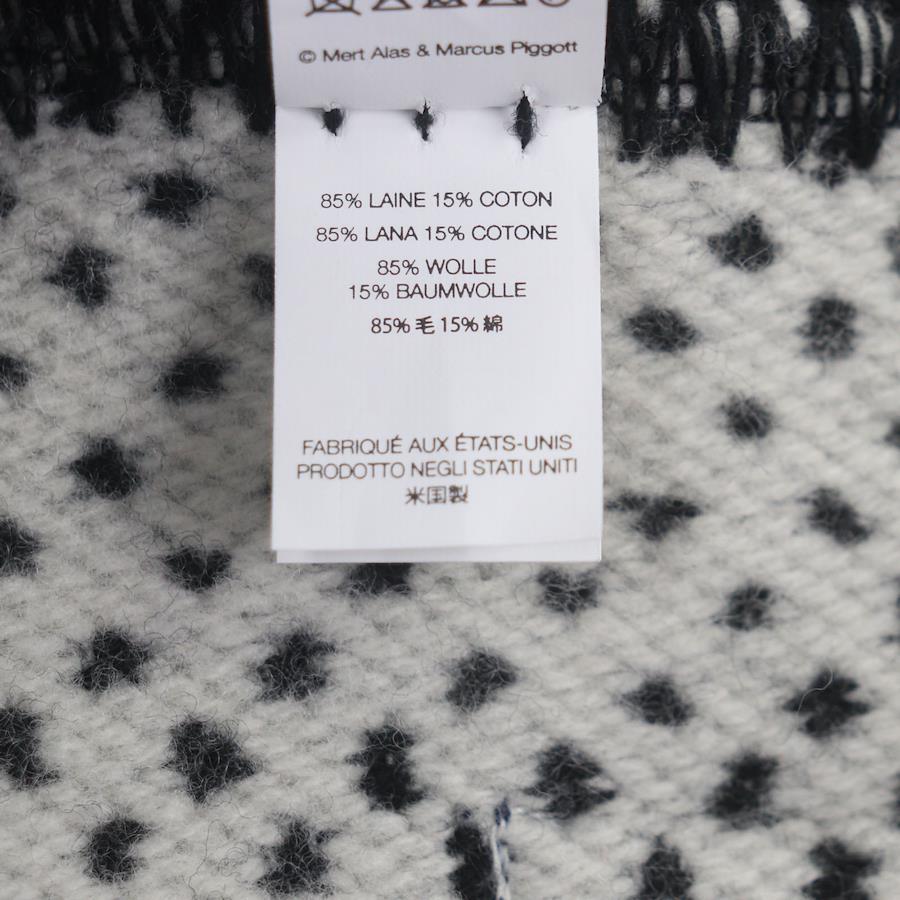 © Mert Alas & Marcus Piggott
85% LAINE 15% COTON
85% LANA 15% COTONE
85% WOLLE
15% BAUMWOLLE
85% 毛 15% 綿
FABRIQUÉ AUX ÉTATS-UNIS
PRODOTTO NEGLI STATI UNITI
米国製